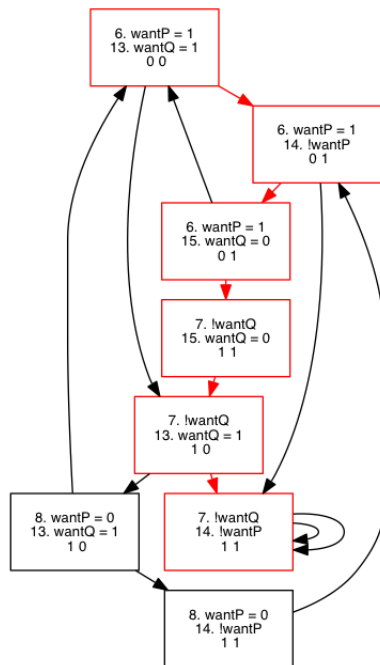 6. wantP = 1
13. wantQ = 1
0 0
6. wantP = 1
14. !wantP
0 1
6. wantP = 1
15. wantQ = 0
0 1
7. !wantQ
15. wantQ = 0
1 1
7. !wantQ
13. wantQ = 1
1 0
8. wantP = 0
13. wantQ = 1
1 0
7. !wantQ
14. !wantP
1 1
8. wantP = 0
14. !wantP
1 1